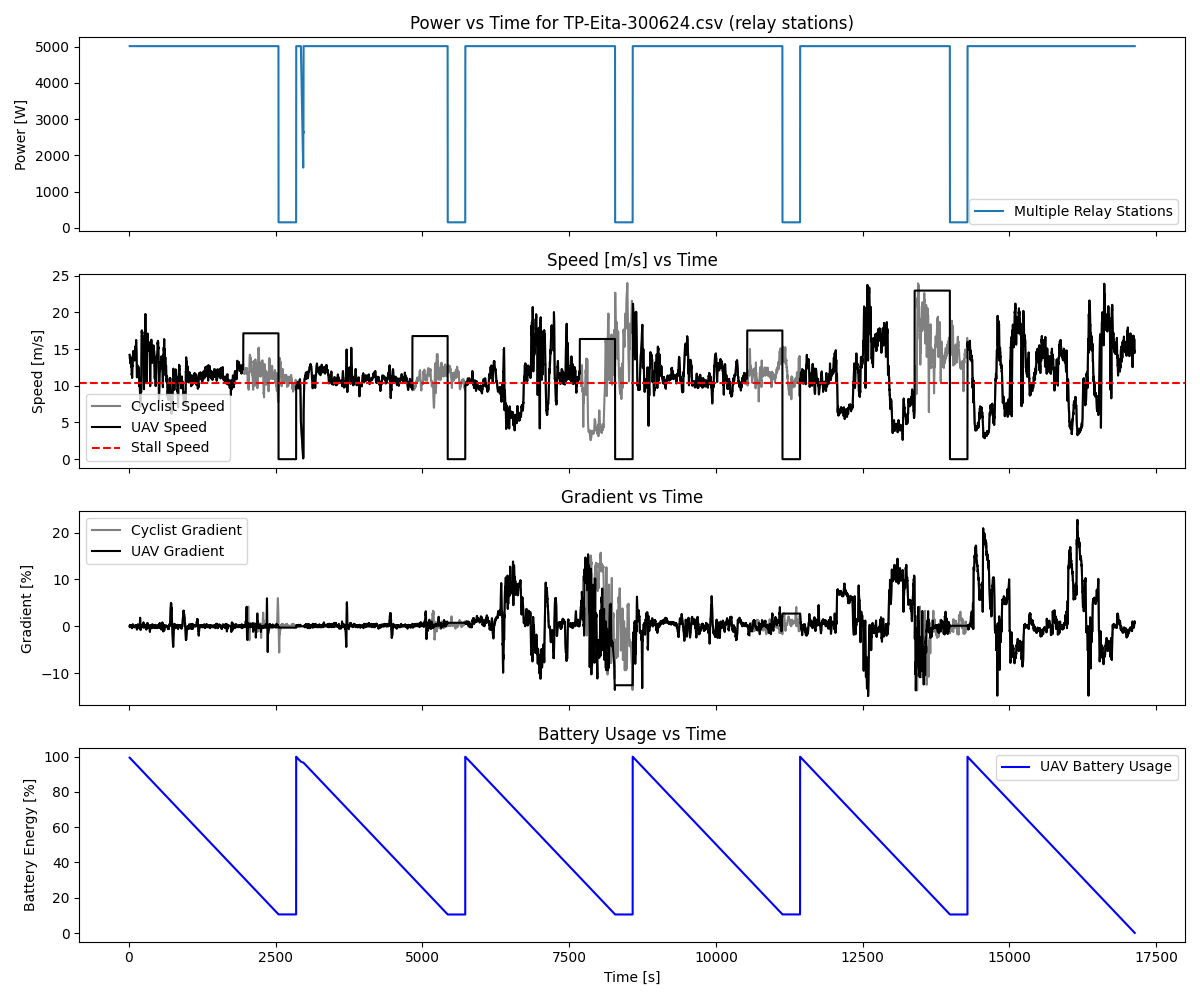 Power vs Time for TP-Eita-300624.csv (relay stations)
5000
4000
3000
2000
1000
0
Power [W]
Multiple Relay Stations
Speed [m/s] vs Time
25
20
15
10
5
0
Speed [m/s]
Cyclist Speed
UAV Speed
Stall Speed
Gradient vs Time
20
10
0
−10
Gradient [%]
Cyclist Gradient
UAV Gradient
Battery Usage vs Time
100
80
60
40
20
0
Battery Energy [%]
UAV Battery Usage
0 2500 5000 7500 10000 12500 15000 17500
Time [s]